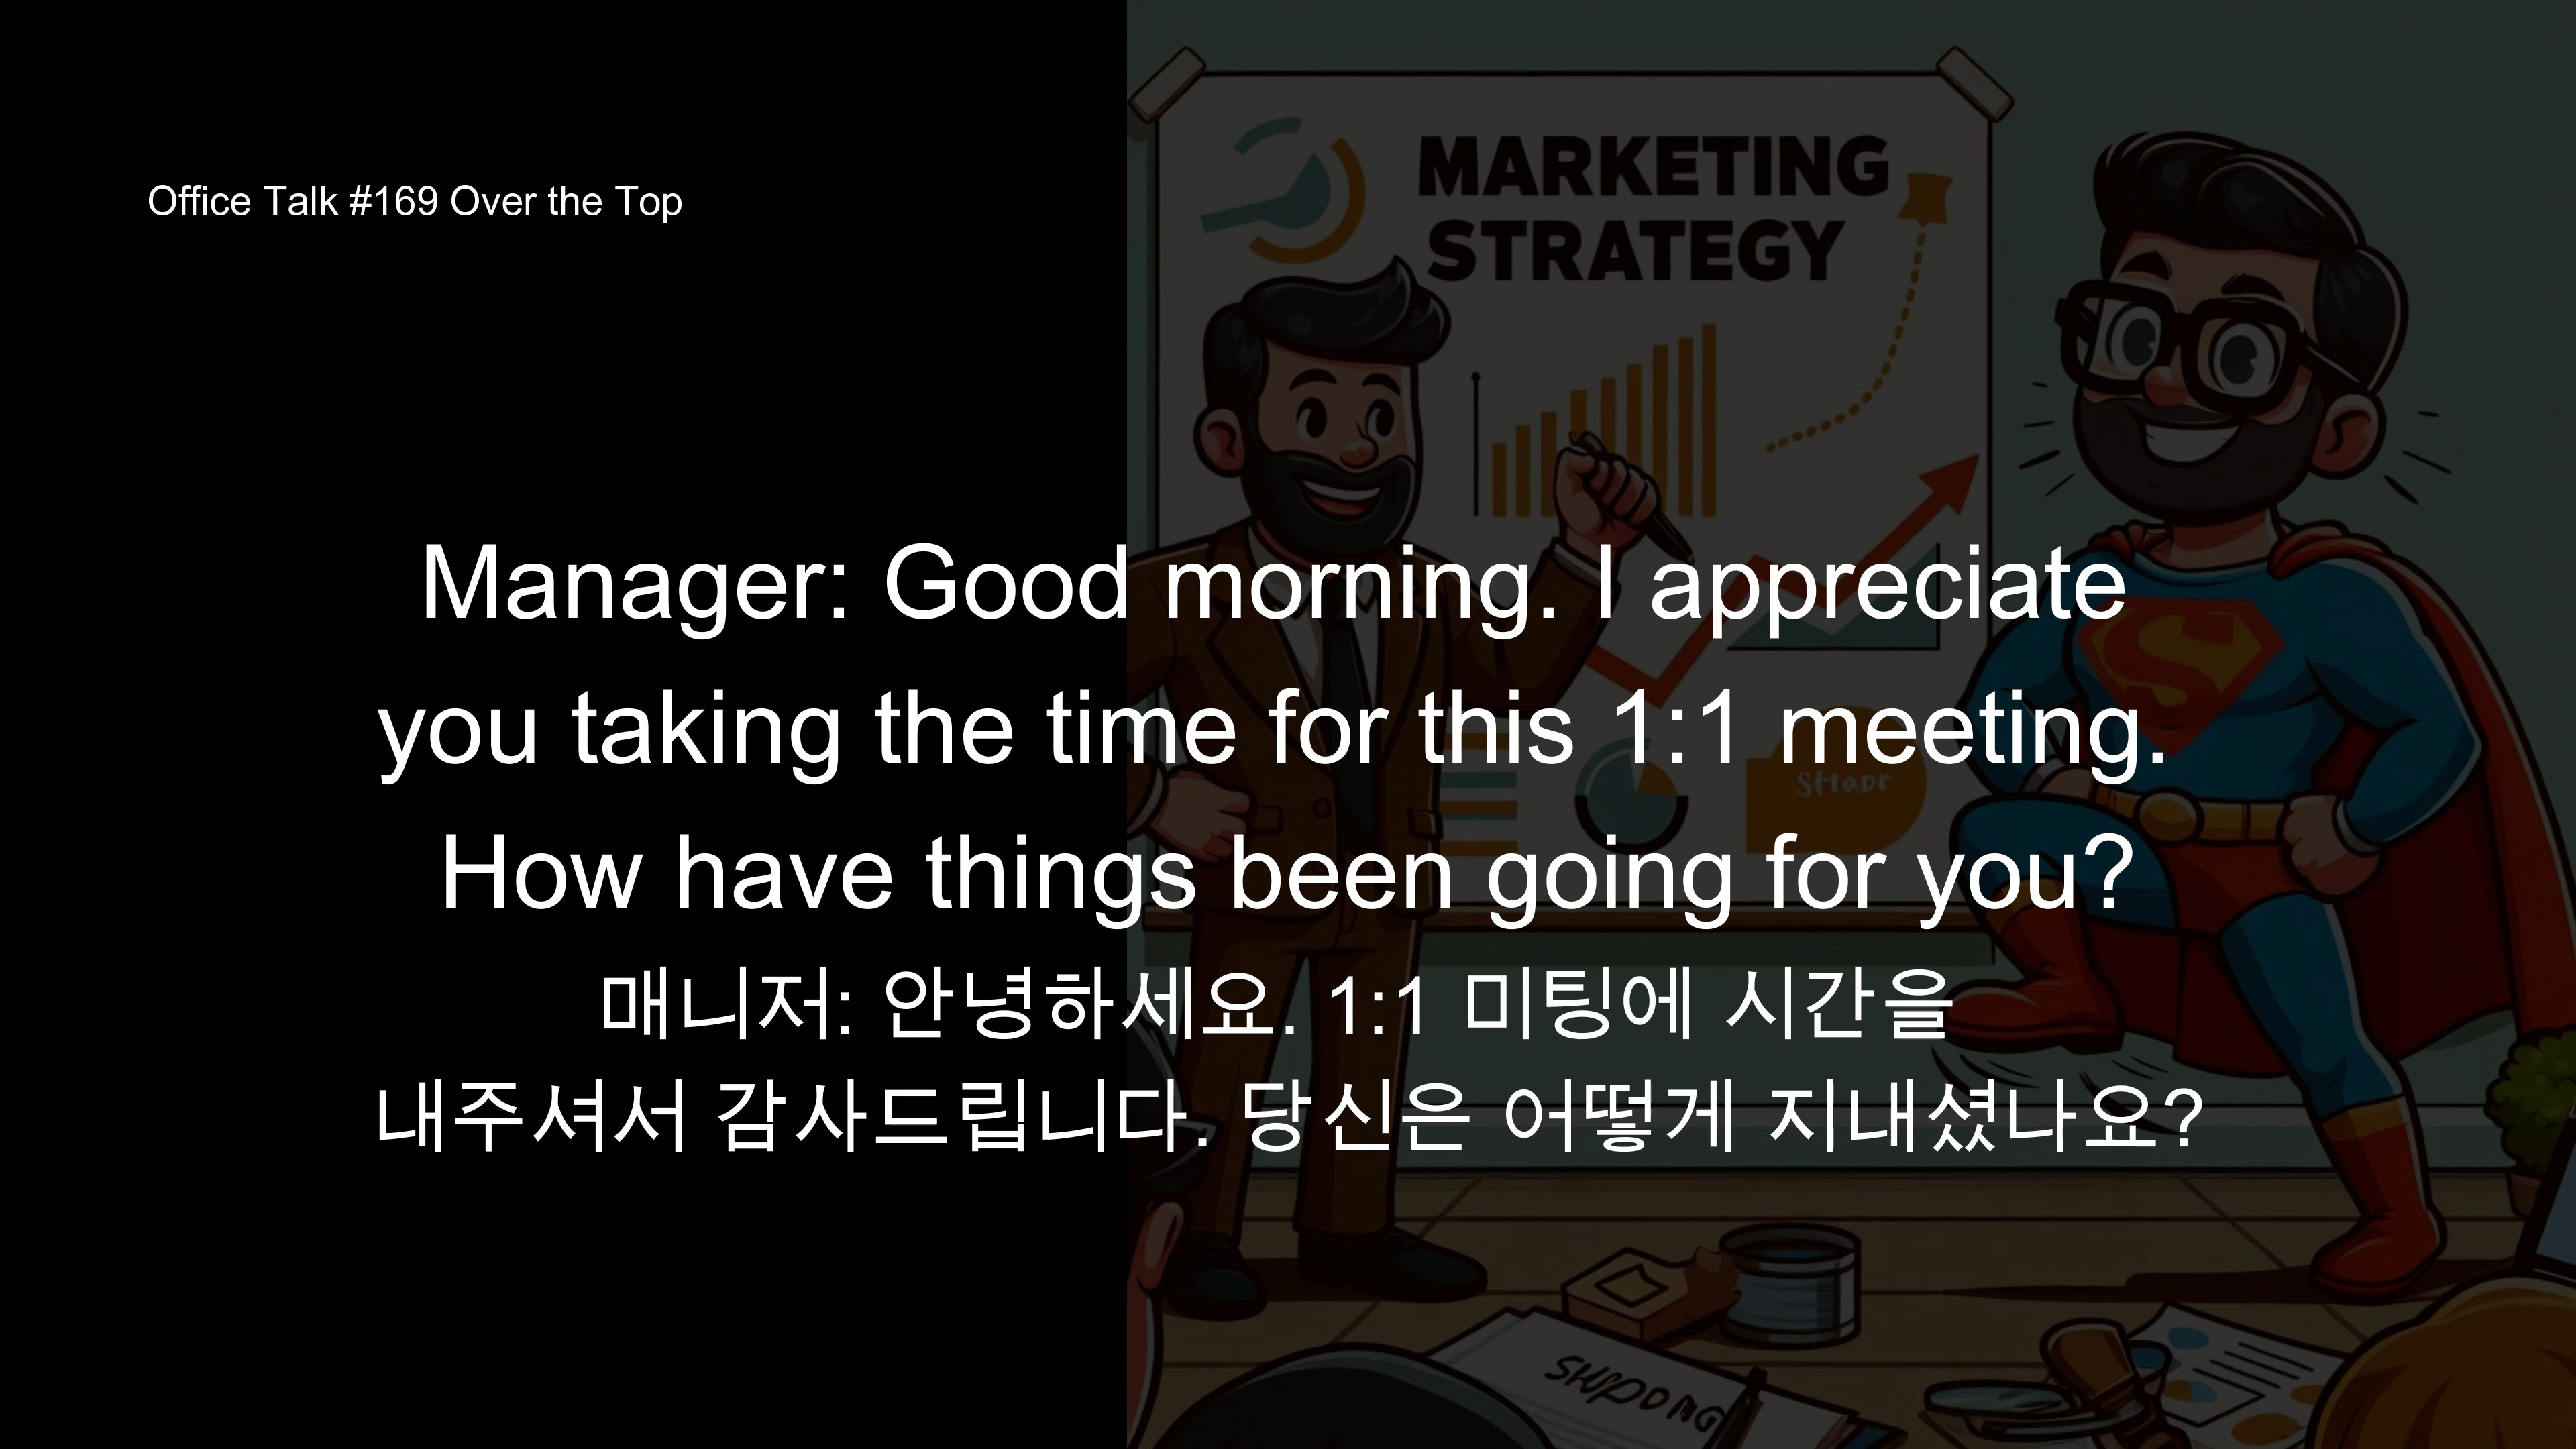 Office Talk #169 Over the Top
MARKETING
STRATEGY
Manager: Good morning. I appreciate
you taking the time for this 1:1 meeting.
How have things been going for you?
매니저: 안녕하세요. 1:1 미팅에 시간을
내주셔서 감사드립니다. 당신은 어떻게 지내셨나요?
S